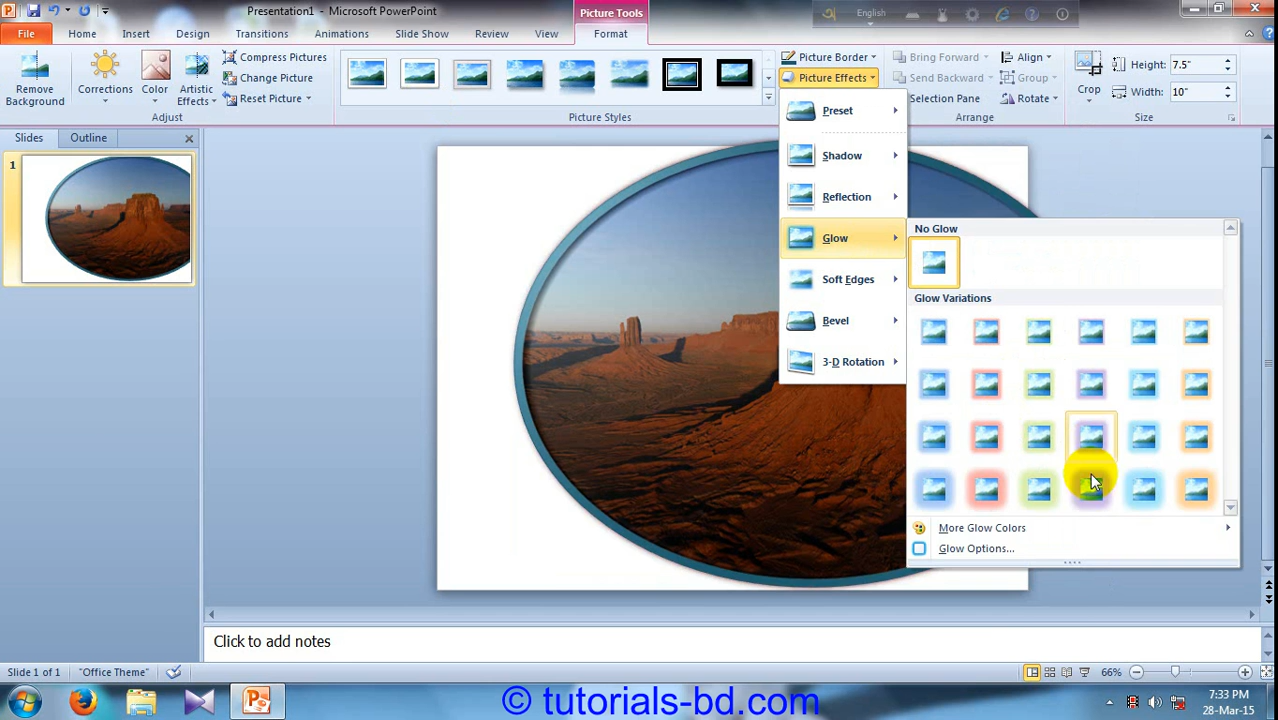 Presentation1 - Microsoft PowerPoint
Picture Tools
English
File
Home
Insert
Design
Transitions
Animations
Slide Show
Review
View
Format
Remove
Background
Corrections
Color
Artistic
Effects
Compress Pictures
Change Picture
Reset Picture
Adjust
Picture Styles
Picture Border
Picture Effects
Bring Forward
Send Backward
Selection Pane
Align
Group
Rotate
Arrange
Crop
Height: 7.5"
Width: 10"
Size
Slides
Outline
1
Preset
Shadow
Reflection
Glow
Soft Edges
Bevel
3-D Rotation
No Glow
Glow Variations
More Glow Colors
Glow Options...
Click to add notes
Slide 1 of 1
"Office Theme"
66%
© tutorials-bd.com
7:33 PM
28-Mar-15